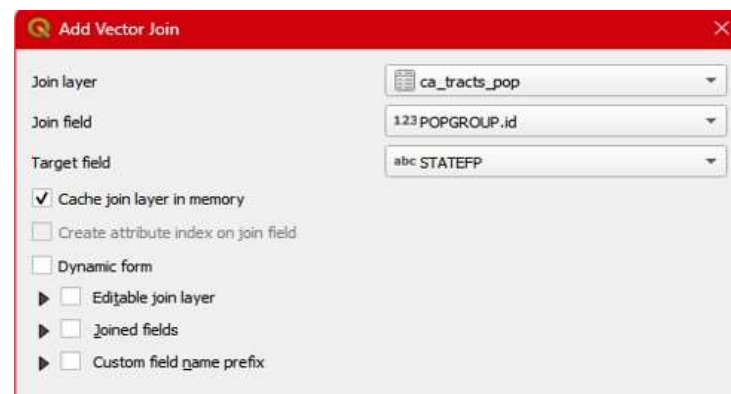 Add Vector Join
Join layer ca_tracts_pop
Join field 123 POPGROUP.id
Target field abc STATEFP
Cache join layer in memory
Create attribute index on join field
Dynamic form
Editable join layer
Joined fields
Custom field name prefix